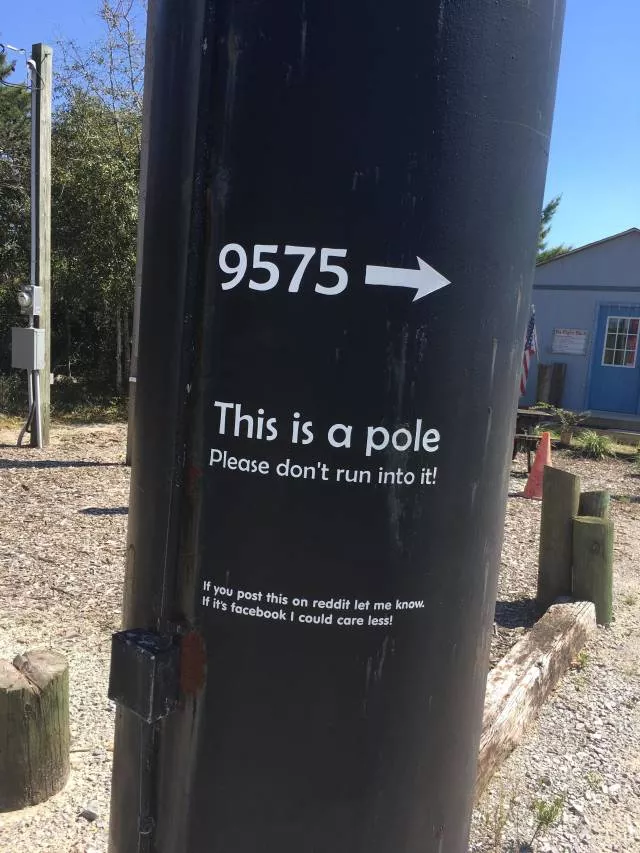 9575 →
This is a pole
Please don't run into it!
If you post this on reddit let me know.
If it's facebook I could care less!